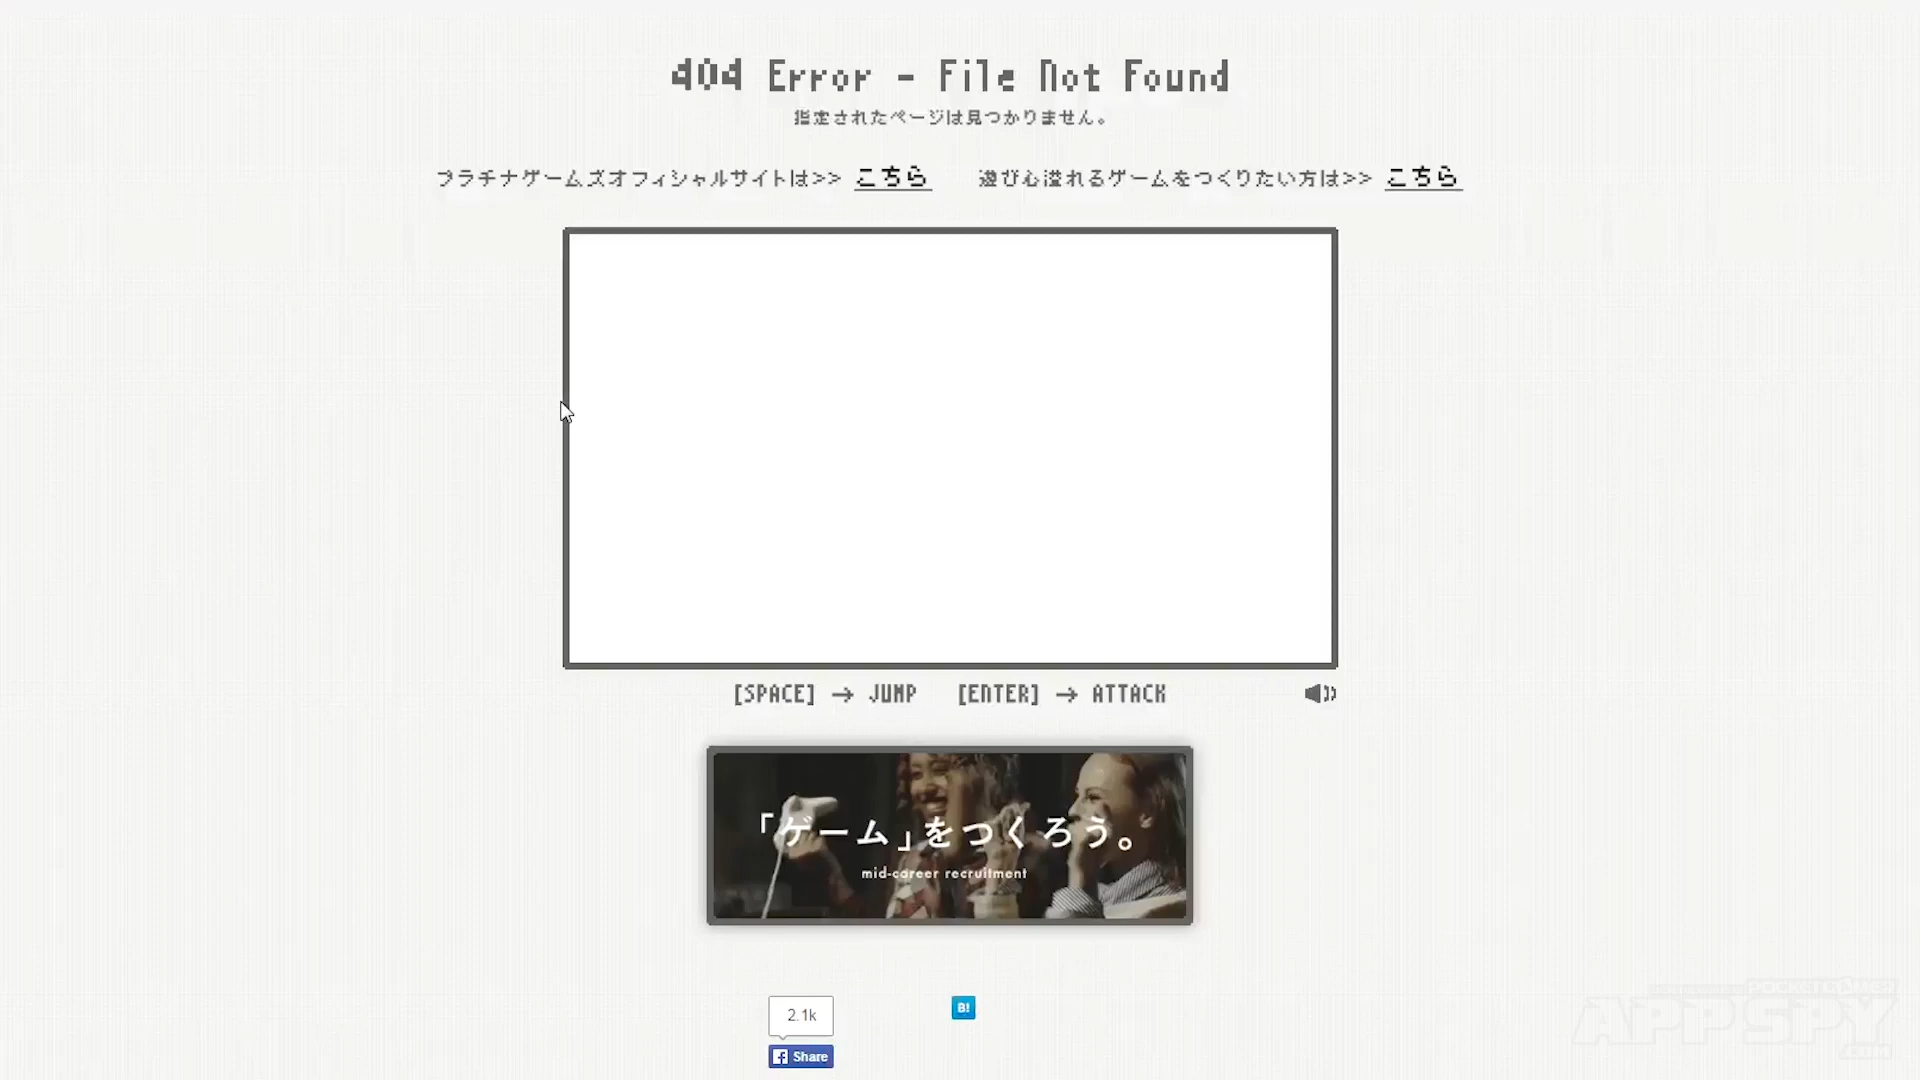 404 Error - File Not Found
指定されたページは見つかりません。
プラチナゲームズオフィシャルサイトは>> こちら 遊び心溢れるゲームをつくりたい方は>> こちら
[SPACE] → JUMP [ENTER] → ATTACK
「ゲーム」をつくろう。
mid-career recruitment
2.1k
B!
Share
POCKET GAMER
APPSPY
.COM